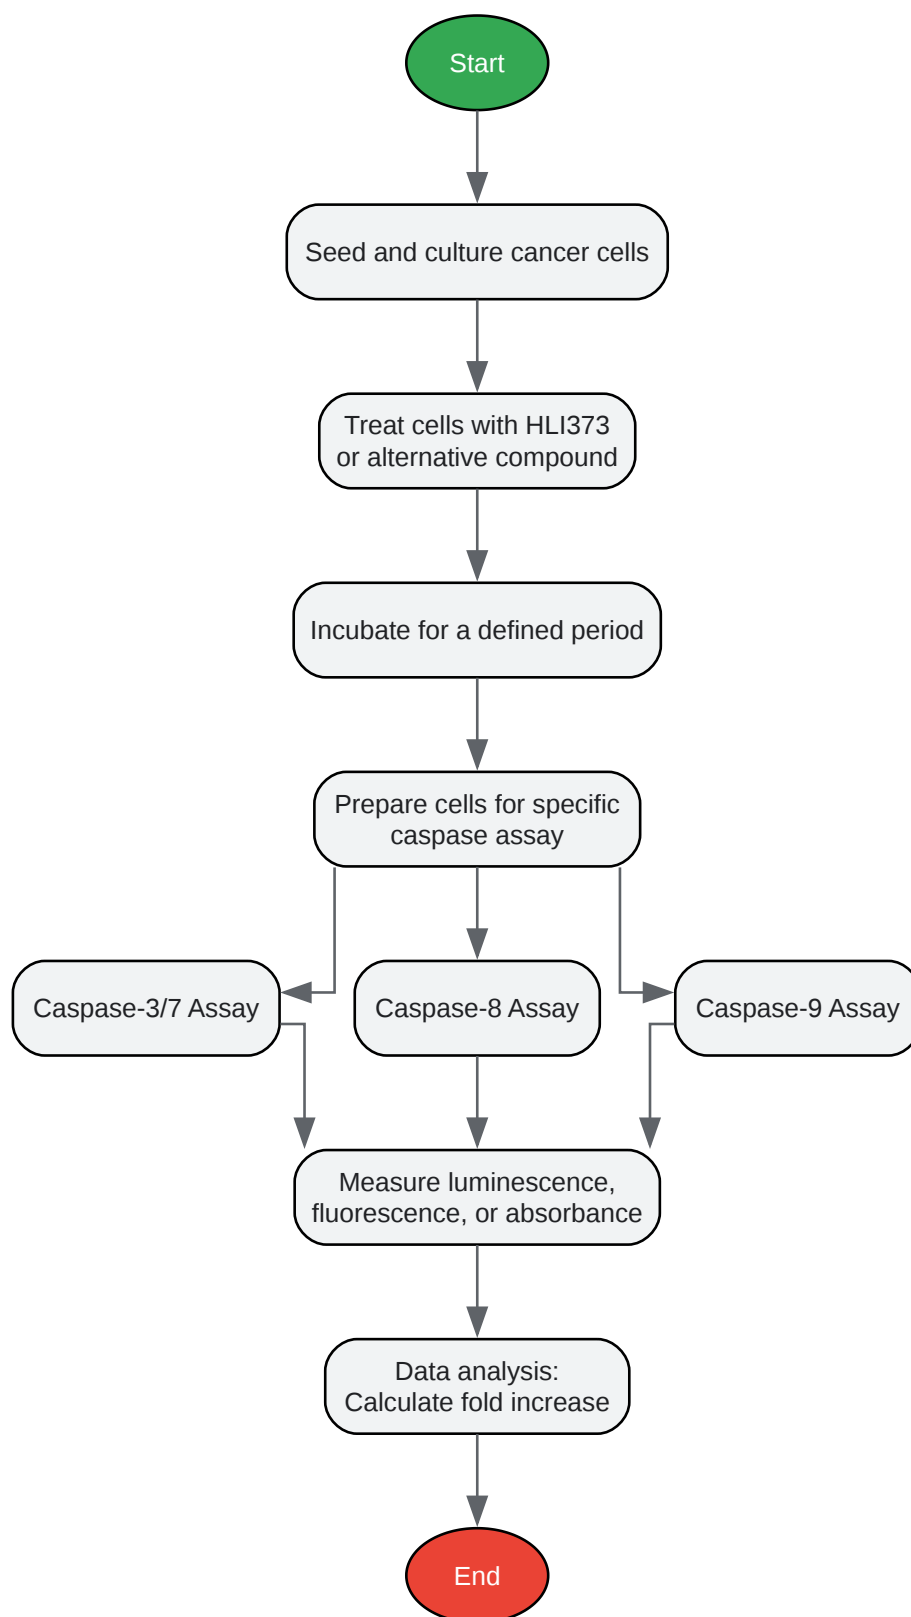 Start
Seed and culture cancer cells
Treat cells with HLI373
or alternative compound
Incubate for a defined period
Prepare cells for specific
caspase assay
Caspase-3/7 Assay
Caspase-8 Assay
Caspase-9 Assay
Measure luminescence,
fluorescence, or absorbance
Data analysis:
Calculate fold increase
End